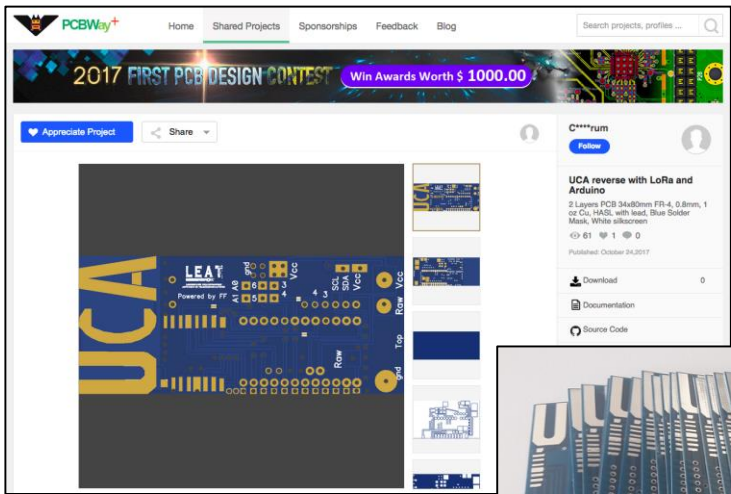 PCBWay+
Home Shared Projects Sponsorships Feedback Blog
Search projects, profiles ...
2017 FIRST PCB DESIGN CONTEST Win Awards Worth $ 1000.00
Appreciate Project
Share
C****rum
Follow
UCA reverse with LoRa and
Arduino
2 Layers PCB 34x80mm FR-4, 0.8mm, 1
oz Cu, HASL with lead, Blue Solder
Mask, White silkscreen
61 1 0
Published: October 24,2017
Download 0
Documentation
Source Code
UCA
LEAT
Powered by FF
gnd
Vcc
A1 A0
6 3
5 4
SCL
SDA
Vcc
4 3
Vcc
Raw
Top
Raw
gnd